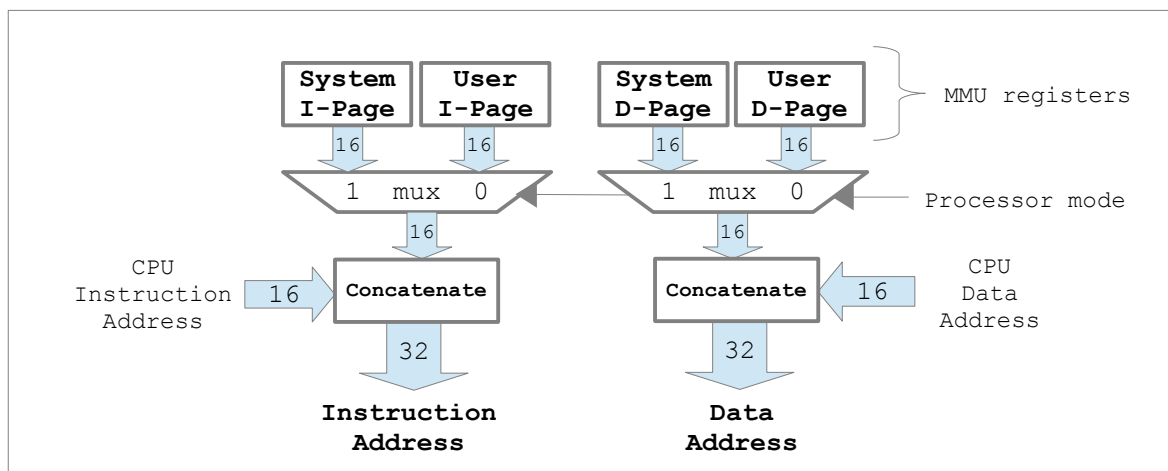 System
I-Page
User
I-Page
System
D-Page
User
D-Page
MMU registers
16
16
16
16
1 mux 0
1 mux 0
Processor mode
16
16
CPU
Instruction
Address
16
Concatenate
Concatenate
16
CPU
Data
Address
32
32
Instruction
Address
Data
Address